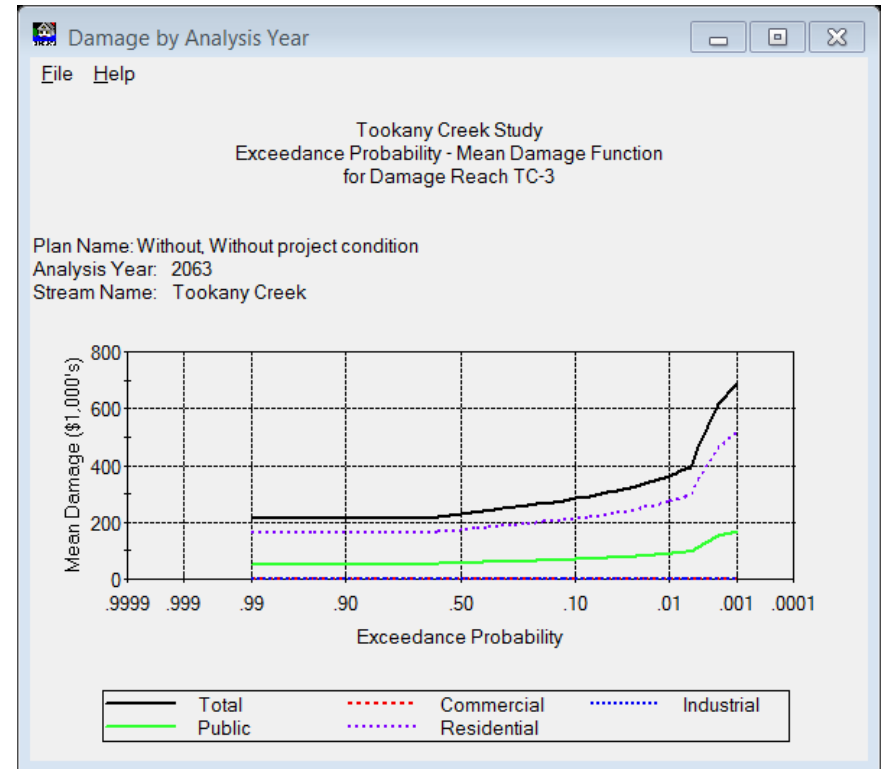 Damage by Analysis Year
File Help
Tookany Creek Study
Exceedance Probability - Mean Damage Function
for Damage Reach TC-3
Plan Name: Without, Without project condition
Analysis Year: 2063
Stream Name: Tookany Creek
Mean Damage ($1,000's)
800
600
400
200
0
.9999 .999 .99 .90 .50 .10 .01 .001 .0001
Exceedance Probability
Total Commercial Industrial
Public Residential